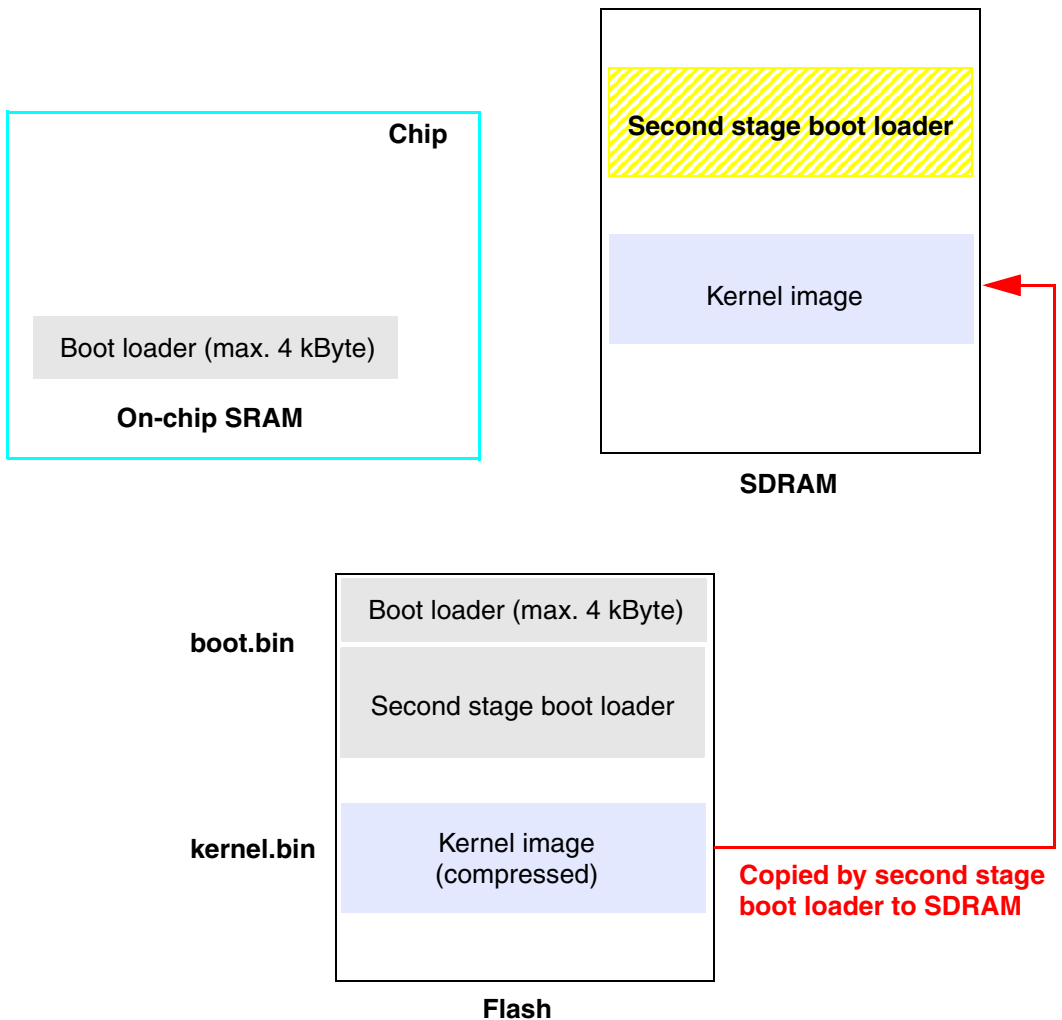 Chip
Boot loader (max. 4 kByte)
On-chip SRAM
Second stage boot loader
Kernel image
SDRAM
boot.bin
Boot loader (max. 4 kByte)
Second stage boot loader
kernel.bin
Kernel image
(compressed)
Copied by second stage
boot loader to SDRAM
Flash